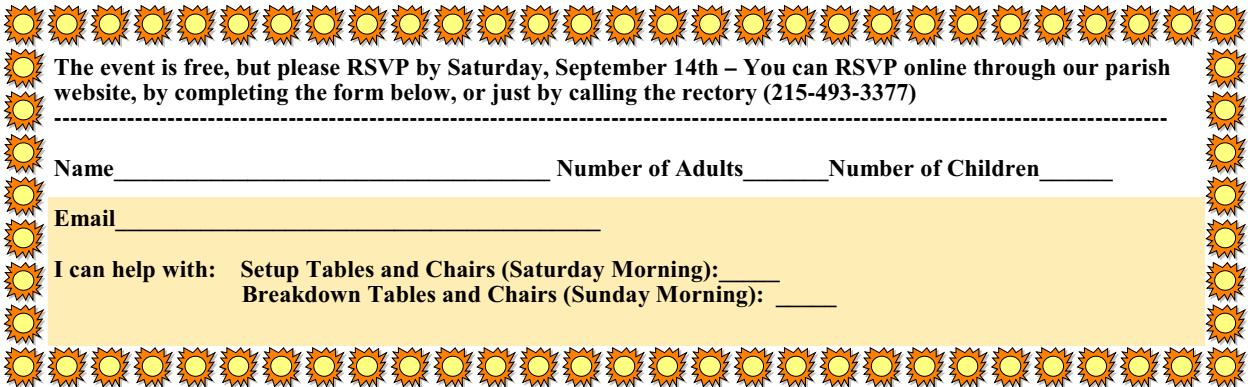 The event is free, but please RSVP by Saturday, September 14th – You can RSVP online through our parish
website, by completing the form below, or just by calling the rectory (215-493-3377)
-----------------------------------------------------------------------------------------------------------------------------------------
Name____________________________________ Number of Adults_______Number of Children______
Email________________________________________
I can help with: Setup Tables and Chairs (Saturday Morning):_____
Breakdown Tables and Chairs (Sunday Morning): _____